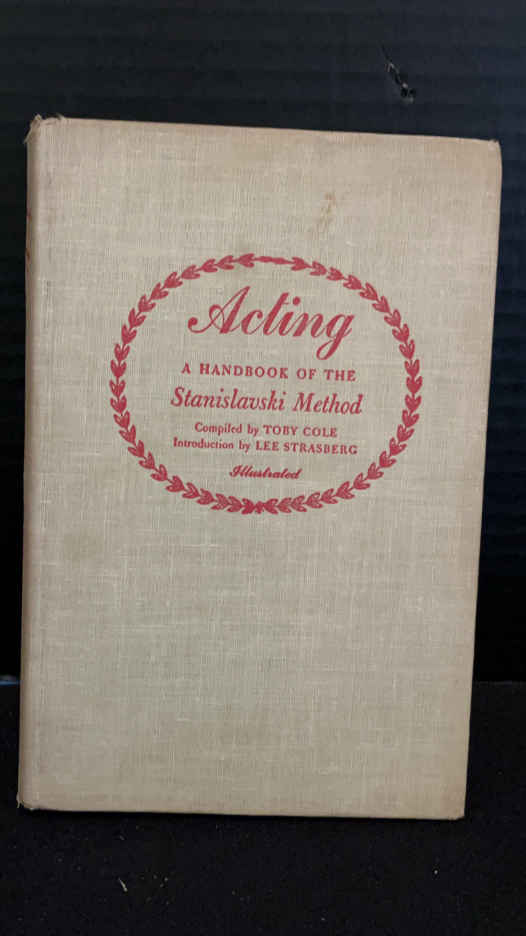 Acting
A HANDBOOK OF THE
Stanislavski Method
Compiled by TOBY COLE
Introduction by LEE STRASBERG
Illustrated